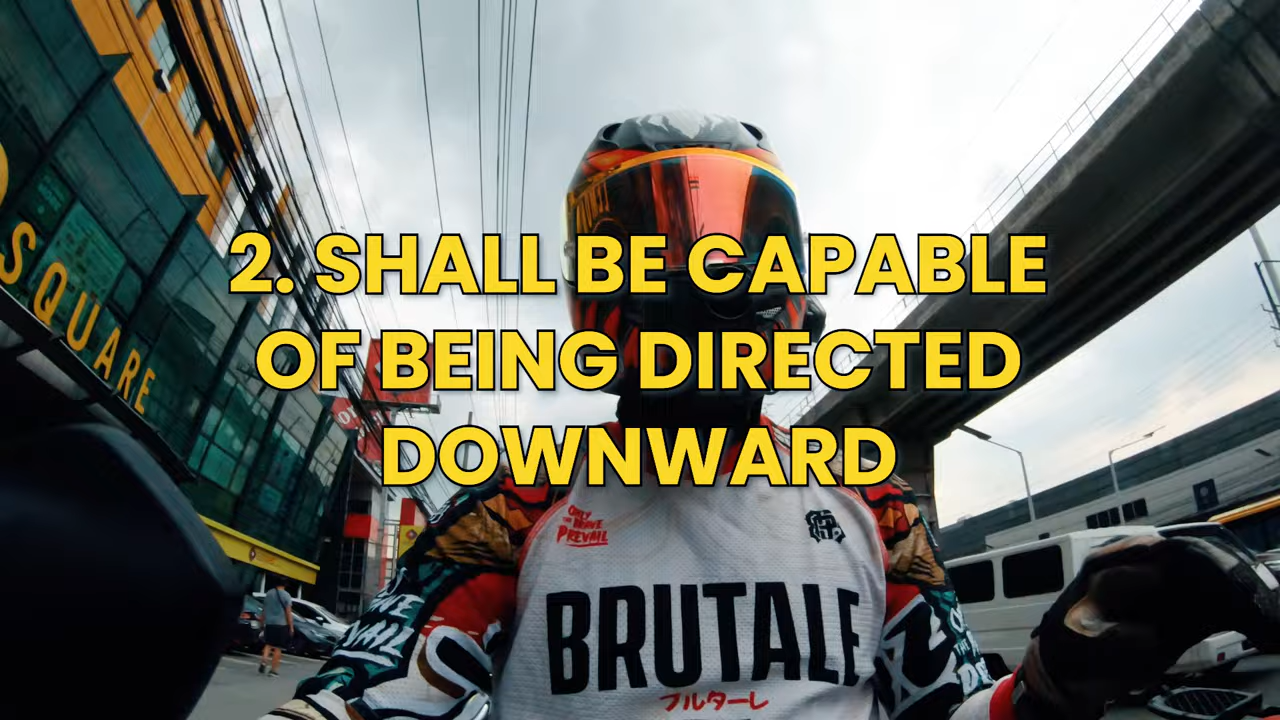 2. SHALL BE CAPABLE
OF BEING DIRECTED
DOWNWARD
SQUARE
ONLY
THE BRAVE
PREVAIL
BRUTALE
ブルターレ